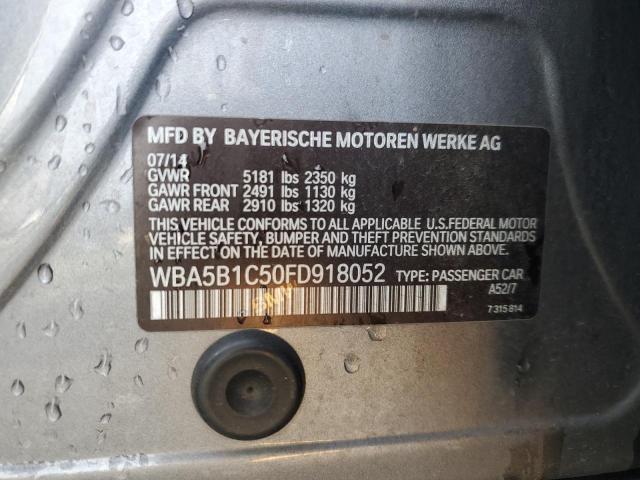 MFD BY BAYERISCHE MOTOREN WERKE AG
07/14
GVWR 5181 lbs 2350 kg
GAWR FRONT 2491 lbs 1130 kg
GAWR REAR 2910 lbs 1320 kg
THIS VEHICLE CONFORMS TO ALL APPLICABLE U.S.FEDERAL MOTOR
VEHICLE SAFETY, BUMPER AND THEFT PREVENTION STANDARDS
IN EFFECT ON THE DATE OF MANUFACTURE SHOWN ABOVE.
WBA5B1C50FD918052 TYPE: PASSENGER CAR
A52/7
7315814